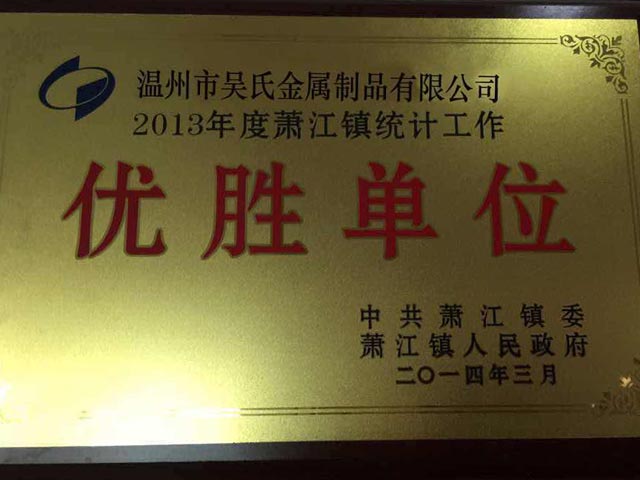 温州市吴氏金属制品有限公司
2013年度萧江镇统计工作
优胜单位
中共萧江镇委
萧江镇人民政府
二〇一四年三月